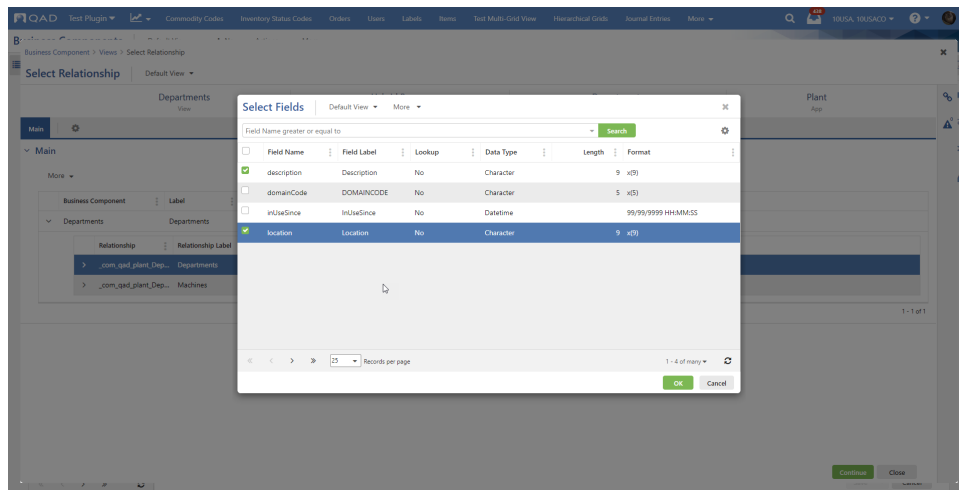 QAD Test Plugin Commodity Codes Inventory Status Codes Orders Users Labels Items Test Multi-Grid View Hierarchical Grids Journal Entries More 10USA, 10USACO
Business Component > Views > Select Relationship
Select Relationship Default View
Departments Plant
View App
Main
Main
More
Business Component Label
Departments Departments
Relationship Relationship Label
_com_qad_plant_Dep... Departments
_com_qad_plant_Dep... Machines
1 - 1 of 1
Continue Close
Select Fields Default View More
Field Name greater or equal to Search
Field Name Field Label Lookup Data Type Length Format
description Description No Character 9 x(9)
domainCode DOMAINCODE No Character 5 x(5)
inUseSince InUseSince No Datetime 99/99/9999 HH:MM:SS
location Location No Character 9 x(9)
25 Records per page 1 - 4 of many
OK Cancel